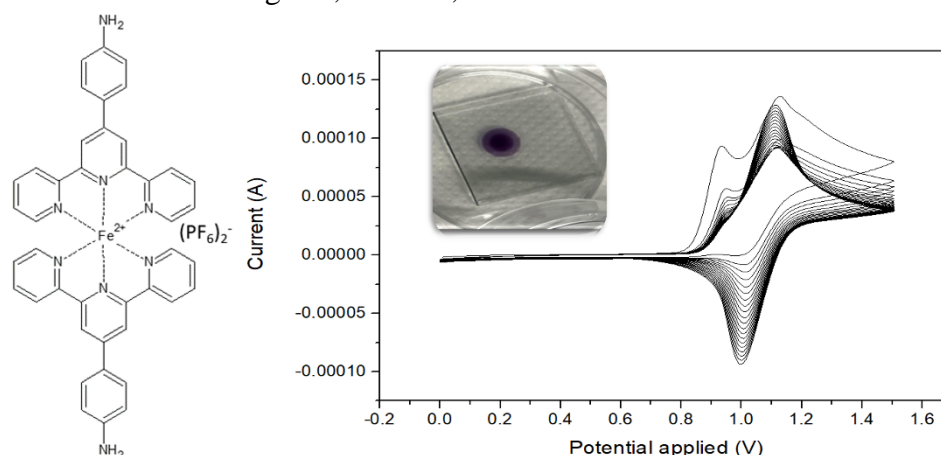 NH2
N
N
N
Fe2+
(PF6)2-
N
N
N
NH2
Current (A)
0.00015
0.00010
0.00005
0.00000
-0.00005
-0.00010
-0.2 0.0 0.2 0.4 0.6 0.8 1.0 1.2 1.4 1.6
Potential applied (V)